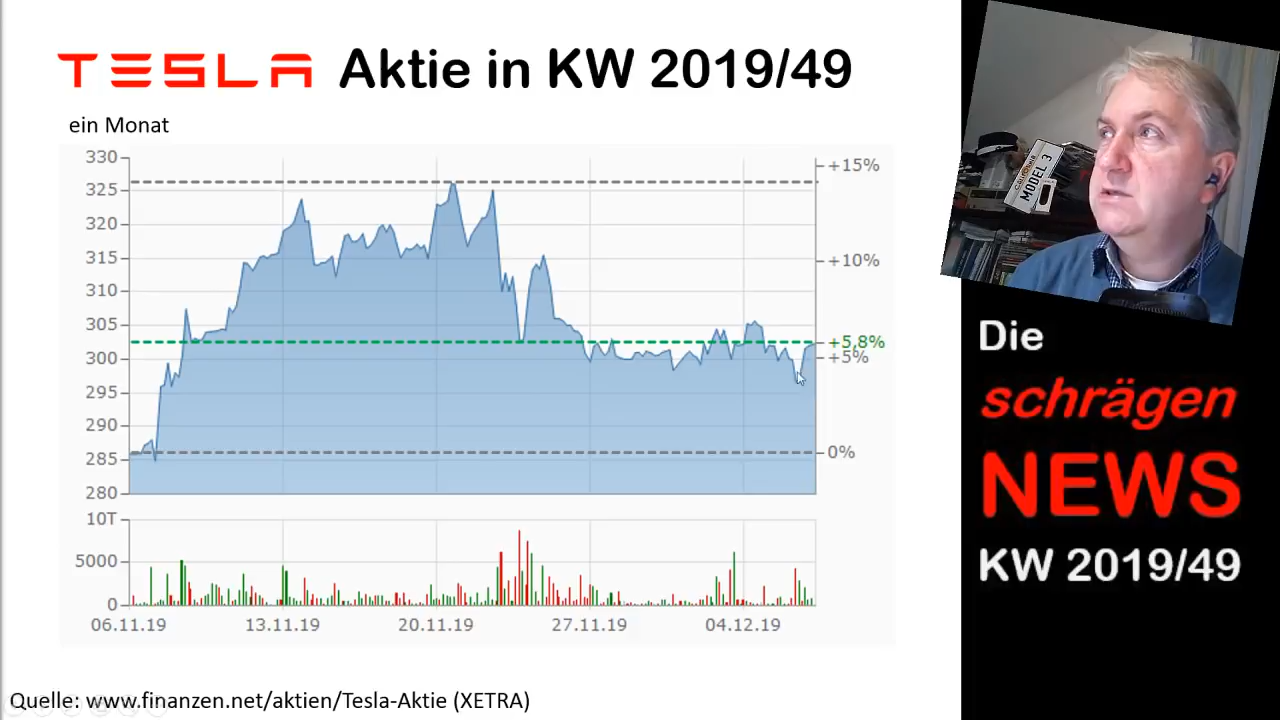 TESLA Aktie in KW 2019/49
ein Monat
330
325
320
315
310
305
300
295
290
285
280
+15%
+10%
+5,8%
+5%
0%
10T
5000
0
06.11.19 13.11.19 20.11.19 27.11.19 04.12.19
Quelle: www.finanzen.net/aktien/Tesla-Aktie (XETRA)
CALIFORNIA
MODEL 3
Die
schrägen
NEWS
KW 2019/49